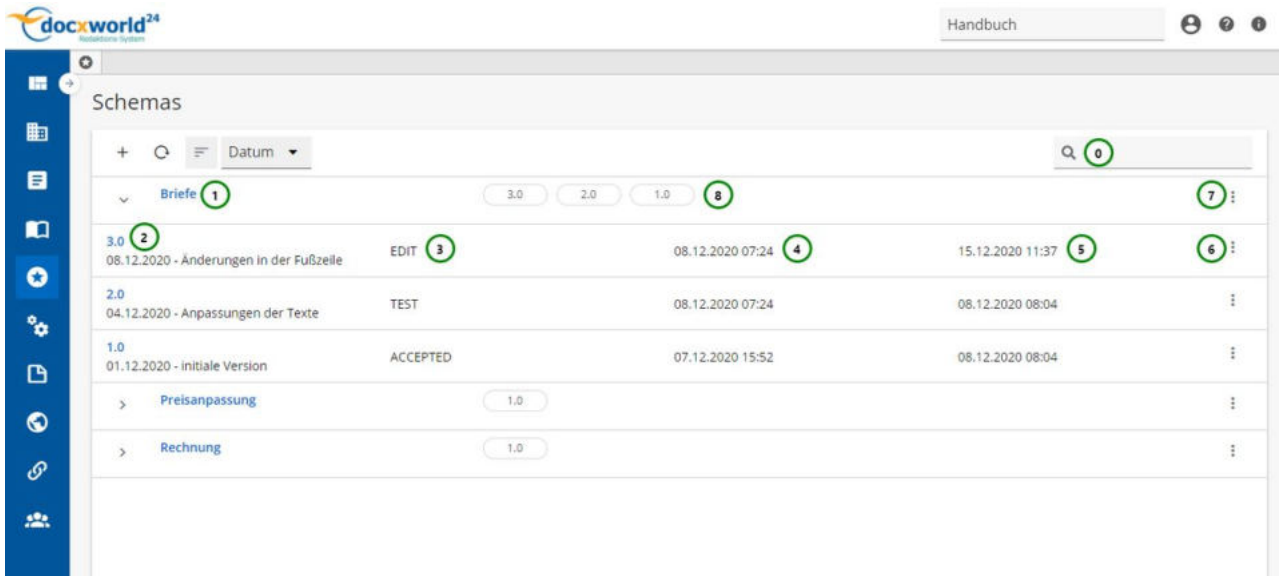 docxworld24
Redaktions-System
Handbuch
Schemas
Datum
0
Briefe 1 3.0 2.0 1.0 8 7
3.0 2
08.12.2020 - Änderungen in der Fußzeile EDIT 3 08.12.2020 07:24 4 15.12.2020 11:37 5 6
2.0
04.12.2020 - Anpassungen der Texte TEST 08.12.2020 07:24 08.12.2020 08:04
1.0
01.12.2020 - initiale Version ACCEPTED 07.12.2020 15:52 08.12.2020 08:04
Preisanpassung 1.0
Rechnung 1.0